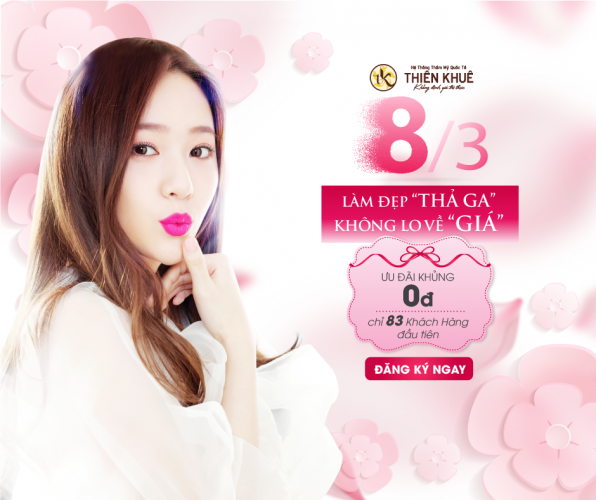 Hệ Thống Thẩm Mỹ Quốc Tế
THIÊN KHUÊ
Khẳng định giá thị thực
8/3
LÀM ĐẸP “THẢ GA”
KHÔNG LO VỀ “GIÁ”
ƯU ĐÃI KHỦNG
0đ
chỉ 83 Khách Hàng
đầu tiên
ĐĂNG KÝ NGAY